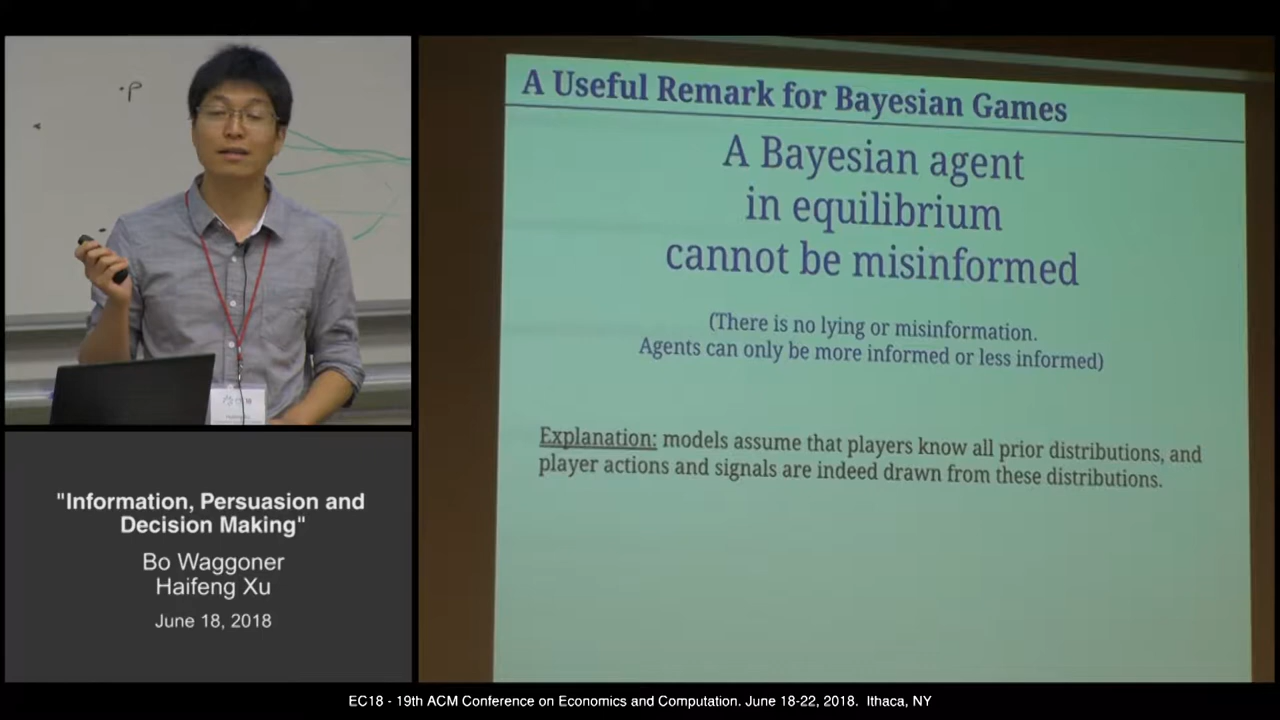 P
A Useful Remark for Bayesian Games
A Bayesian agent
in equilibrium
cannot be misinformed
(There is no lying or misinformation.
Agents can only be more informed or less informed)
Explanation: models assume that players know all prior distributions, and
player actions and signals are indeed drawn from these distributions.
"Information, Persuasion and
Decision Making"
Bo Waggoner
Haifeng Xu
June 18, 2018
EC18 - 19th ACM Conference on Economics and Computation. June 18-22, 2018.  Ithaca, NY